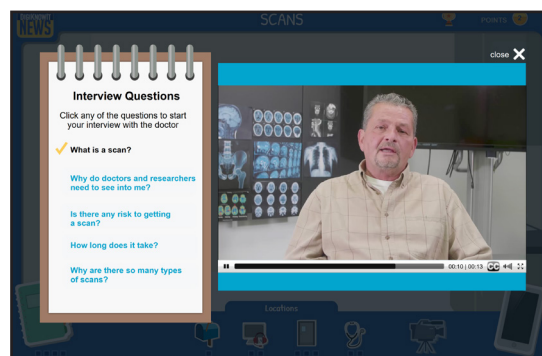 NEWS
SCANS
POINTS
close
Interview Questions
Click any of the questions to start
your interview with the doctor
What is a scan?
Why do doctors and researchers
need to see into me?
Is there any risk to getting
a scan?
How long does it take?
Why are there so many types
of scans?
00:10 | 00:13 CC
Locations